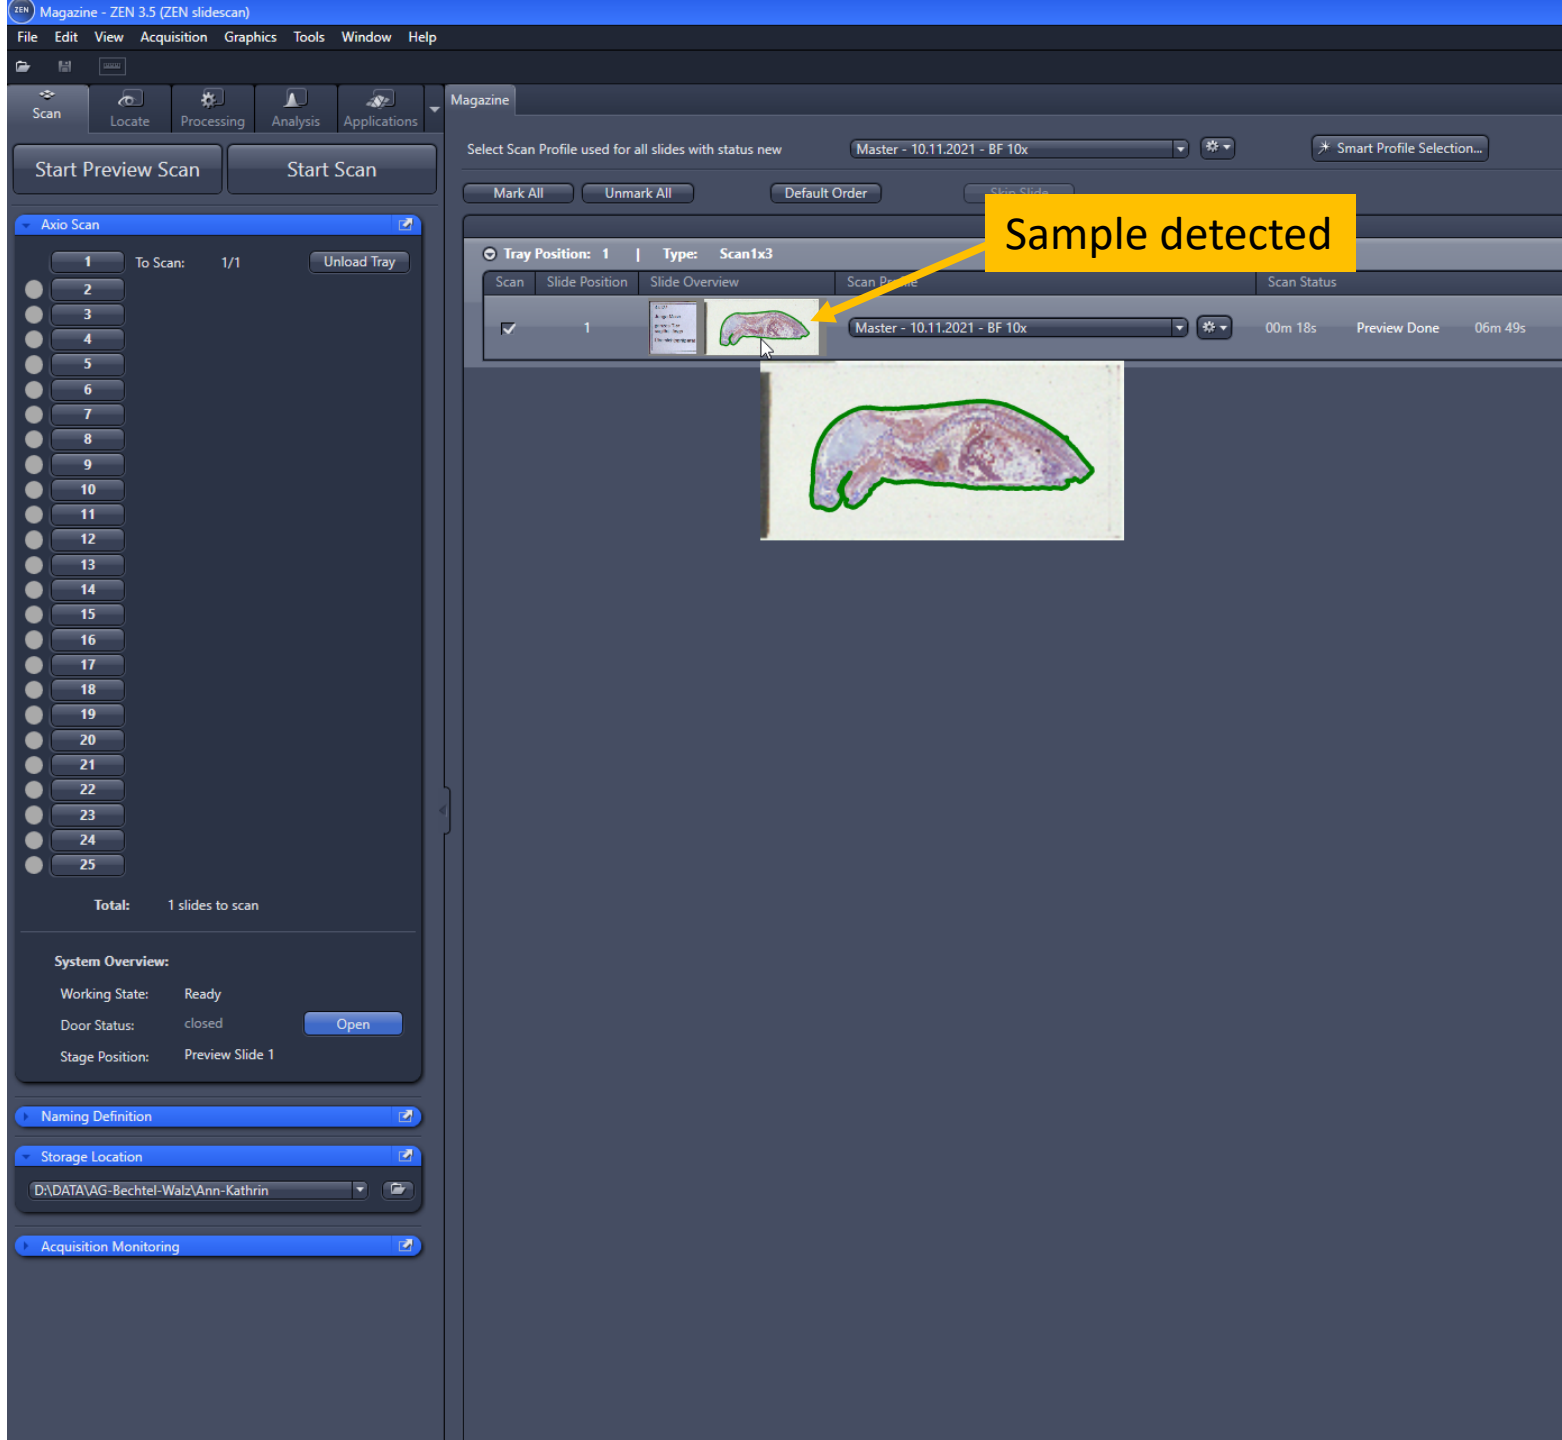 ZEN Magazine - ZEN 3.5 (ZEN slidescan)
File Edit View Acquisition Graphics Tools Window Help
Scan Locate Processing Analysis Applications
Start Preview Scan Start Scan
Axio Scan
1 To Scan: 1/1 Unload Tray
2
3
4
5
6
7
8
9
10
11
12
13
14
15
16
17
18
19
20
21
22
23
24
25
Total: 1 slides to scan
System Overview:
Working State: Ready
Door Status: closed Open
Stage Position: Preview Slide 1
Naming Definition
Storage Location
D:\DATA\AG-Bechtel-Walz\Ann-Kathrin
Acquisition Monitoring
Magazine
Select Scan Profile used for all slides with status new Master - 10.11.2021 - BF 10x Smart Profile Selection...
Mark All Unmark All Default Order Skip Slide
Sample detected
Tray Position: 1 | Type: Scan1x3
Scan Slide Position Slide Overview Scan Profile Scan Status
1 Master - 10.11.2021 - BF 10x 00m 18s Preview Done 06m 49s